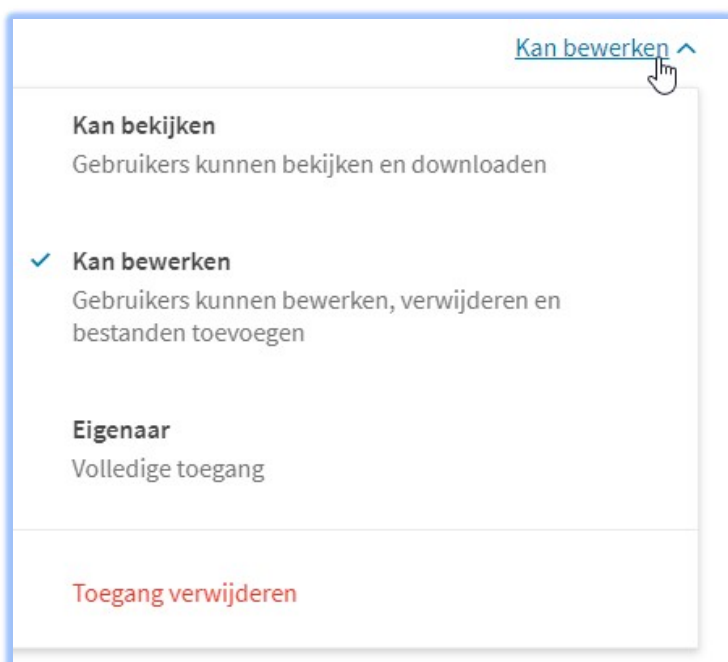 Kan bewerken
Kan bekijken
Gebruikers kunnen bekijken en downloaden
Kan bewerken
Gebruikers kunnen bewerken, verwijderen en
bestanden toevoegen
Eigenaar
Volledige toegang
Toegang verwijderen